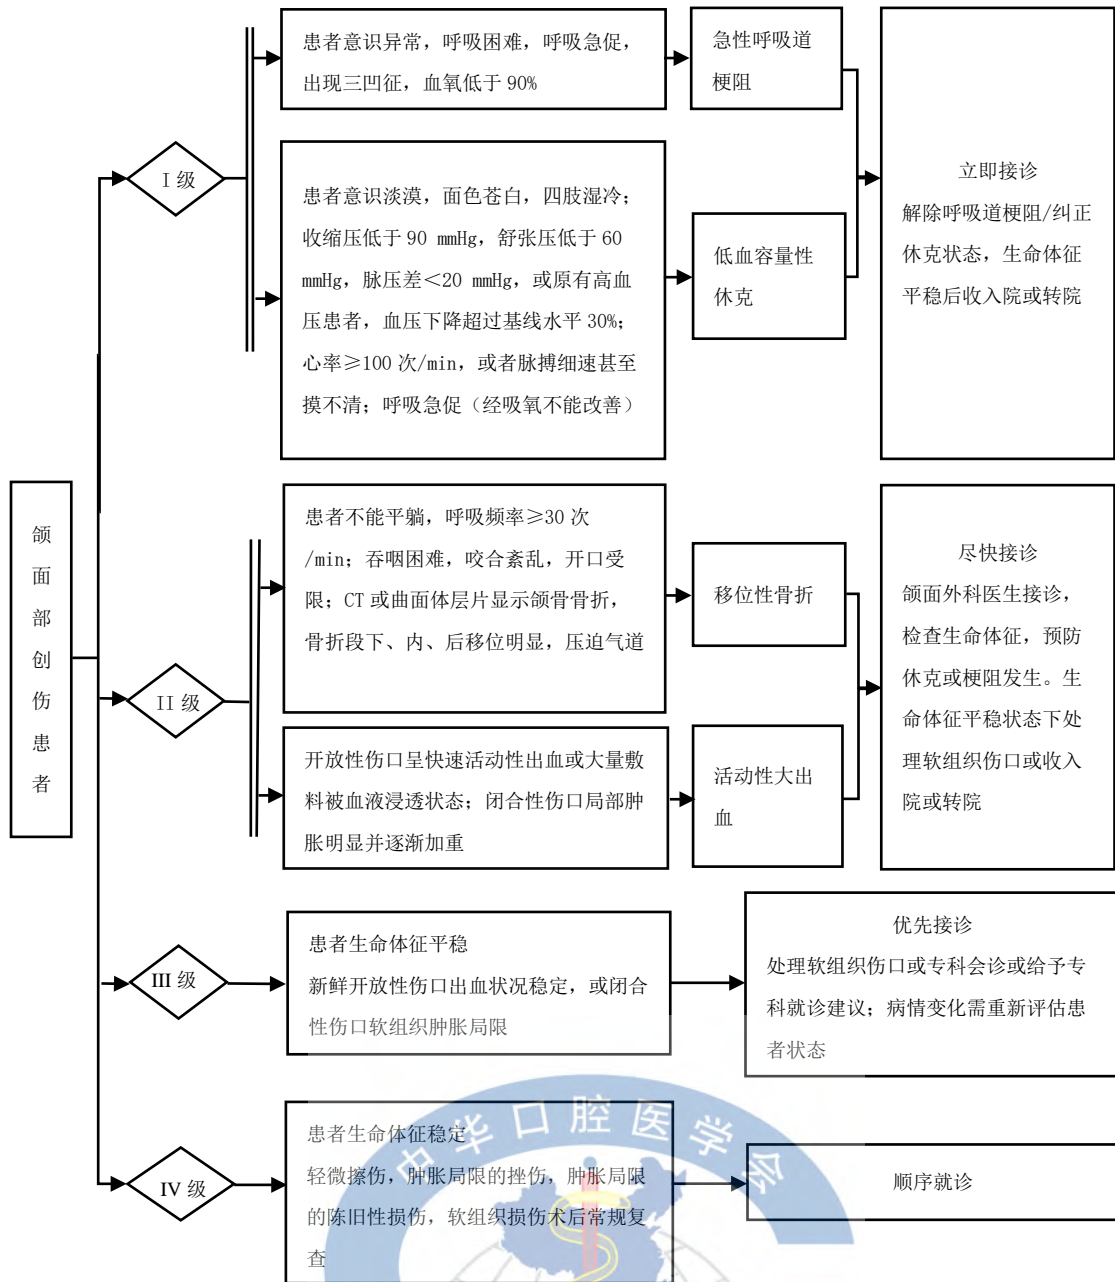 颌
面
部
创
伤
患
者
I 级
患者意识异常，呼吸困难，呼吸急促，
出现三凹征，血氧低于 90%
急性呼吸道
梗阻
患者意识淡漠，面色苍白，四肢湿冷；
收缩压低于 90 mmHg，舒张压低于 60
mmHg，脉压差＜20 mmHg，或原有高血
压患者，血压下降超过基线水平 30%；
心率≥100 次/min，或者脉搏细速甚至
摸不清；呼吸急促（经吸氧不能改善）
低血容量性
休克
立即接诊
解除呼吸道梗阻/纠正
休克状态，生命体征
平稳后收入院或转院
II 级
患者不能平躺，呼吸频率≥30 次
/min；吞咽困难，咬合紊乱，开口受
限；CT 或曲面体层片显示颌骨骨折，
骨折段下、内、后移位明显，压迫气道
移位性骨折
开放性伤口呈快速活动性出血或大量敷
料被血液浸透状态；闭合性伤口局部肿
胀明显并逐渐加重
活动性大出
血
尽快接诊
颌面外科医生接诊，
检查生命体征，预防
休克或梗阻发生。生
命体征平稳状态下处
理软组织伤口或收入
院或转院
III 级
患者生命体征平稳
新鲜开放性伤口出血状况稳定，或闭合
性伤口软组织肿胀局限
优先接诊
处理软组织伤口或专科会诊或给予专
科就诊建议；病情变化需重新评估患
者状态
IV 级
患者生命体征稳定
轻微擦伤，肿胀局限的挫伤，肿胀局限
的陈旧性损伤，软组织损伤术后常规复
查
顺序就诊
中华口腔医学会